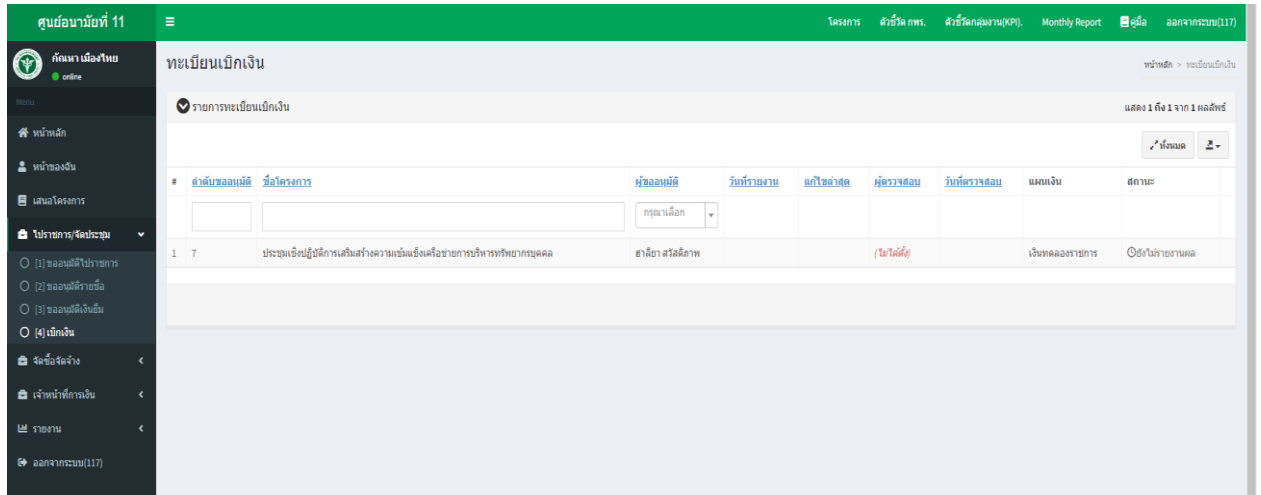 ศูนย์อนามัยที่ 11
โครงการ ตัวชี้วัด กพร. ตัวชี้วัดกลุ่มงาน(KPI). Monthly Report คู่มือ ออกจากระบบ(117)
กัณหา เมืองไทย
online
Menu
หน้าหลัก
หน้าของฉัน
เสนอโครงการ
ไปราชการ/จัดประชุม
[1] ขออนุมัติไปราชการ
[2] ขออนุมัติรายชื่อ
[3] ขออนุมัติเงินยืม
[4] เบิกเงิน
จัดซื้อจัดจ้าง
เจ้าหน้าที่การเงิน
รายงาน
ออกจากระบบ(117)
ทะเบียนเบิกเงิน
หน้าหลัก > ทะเบียนเบิกเงิน
รายการทะเบียนเบิกเงิน
แสดง 1 ถึง 1 จาก 1 ผลลัพธ์
ทั้งหมด
# ลำดับขออนุมัติ ชื่อโครงการ ผู้ขออนุมัติ วันที่รายงาน แก้ไขล่าสุด ผู้ตรวจสอบ วันที่ตรวจสอบ แผนเงิน สถานะ
กรุณาเลือก
1 7 ประชุมเชิงปฏิบัติการเสริมสร้างความเข้มแข็งเครือข่ายการบริหารทรัพยากรบุคคล ฮาลียา สวัสดิภาพ (ไม่ได้ตั้ง) เงินทดลองราชการ ยังไม่รายงานผล